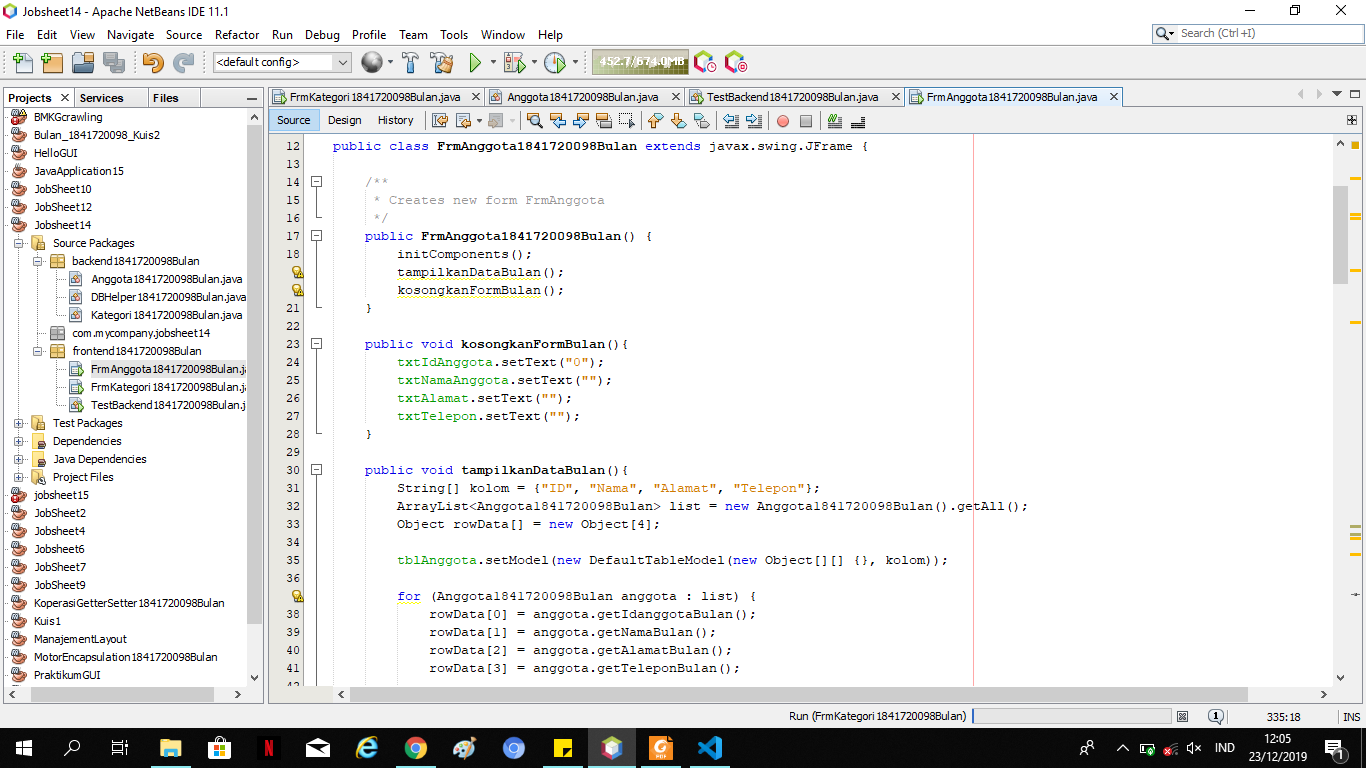 Jobsheet14 - Apache NetBeans IDE 11.1
File Edit View Navigate Source Refactor Run Debug Profile Team Tools Window Help
Search (Ctrl+I)
<default config>
452.7/674.0MB
Projects Services Files
FrmKategori1841720098Bulan.java Anggota1841720098Bulan.java TestBackend1841720098Bulan.java FrmAnggota1841720098Bulan.java
Source Design History
BMKGcrawling
Bulan_1841720098_Kuis2
HelloGUI
JavaApplication15
JobSheet10
JobSheet12
Jobsheet14
Source Packages
backend1841720098Bulan
Anggota1841720098Bulan.java
DBHelper1841720098Bulan.java
Kategori1841720098Bulan.java
com.mycompany.jobsheet14
frontend1841720098Bulan
FrmAnggota1841720098Bulan.j
FrmKategori1841720098Bulan.ja
TestBackend1841720098Bulan.j
Test Packages
Dependencies
Java Dependencies
Project Files
jobsheet15
JobSheet2
Jobsheet4
Jobsheet6
JobSheet7
JobSheet9
KoperasiGetterSetter1841720098Bulan
Kuis1
ManajementLayout
MotorEncapsulation1841720098Bulan
PraktikumGUI
12 public class FrmAnggota1841720098Bulan extends javax.swing.JFrame {
13
14 /**
15 * Creates new form FrmAnggota
16 */
17 public FrmAnggota1841720098Bulan() {
18 initComponents();
tampilkanDataBulan();
kosongkanFormBulan();
21 }
22
23 public void kosongkanFormBulan(){
24 txtIdAnggota.setText("0");
25 txtNamaAnggota.setText("");
26 txtAlamat.setText("");
27 txtTelepon.setText("");
28 }
29
30 public void tampilkanDataBulan(){
31 String[] kolom = {"ID", "Nama", "Alamat", "Telepon"};
32 ArrayList<Anggota1841720098Bulan> list = new Anggota1841720098Bulan().getAll();
33 Object rowData[] = new Object[4];
34
35 tblAnggota.setModel(new DefaultTableModel(new Object[][] {}, kolom));
36
for (Anggota1841720098Bulan anggota : list) {
38 rowData[0] = anggota.getIdanggotaBulan();
39 rowData[1] = anggota.getNamaBulan();
40 rowData[2] = anggota.getAlamatBulan();
41 rowData[3] = anggota.getTeleponBulan();
Run (FrmKategori1841720098Bulan) 1 335:18 INS
IND
12:05
23/12/2019
1